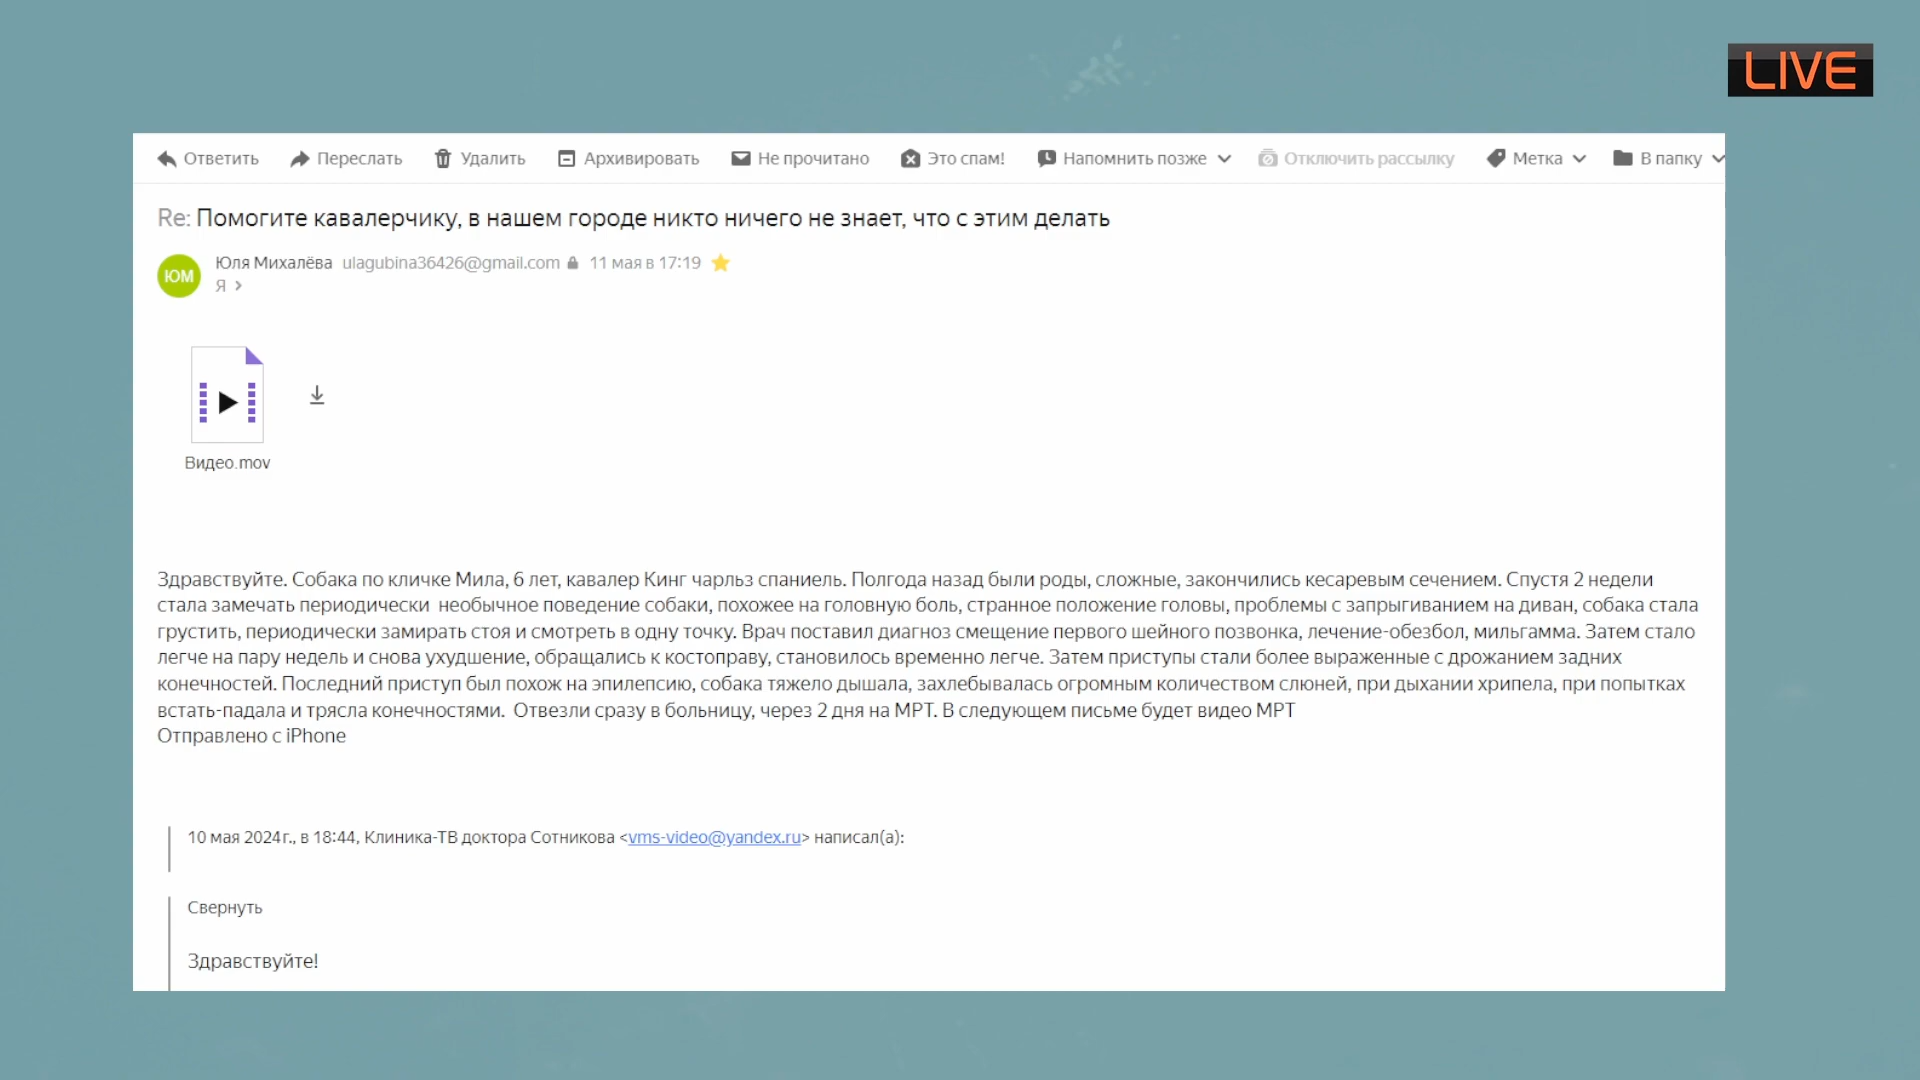 LIVE
Ответить Переслать Удалить Архивировать Не прочитано Это спам! Напомнить позже Отключить рассылку Метка В папку
Re: Помогите кавалерчику, в нашем городе никто ничего не знает, что с этим делать
ЮМ
Юля Михалёва ulagubina36426@gmail.com 11 мая в 17:19
Я
Видео.mov
Здравствуйте. Собака по кличке Мила, 6 лет, кавалер Кинг чарльз спаниель. Полгода назад были роды, сложные, закончились кесаревым сечением. Спустя 2 недели
стала замечать периодически необычное поведение собаки, похожее на головную боль, странное положение головы, проблемы с запрыгиванием на диван, собака стала
грустить, периодически замирать стоя и смотреть в одну точку. Врач поставил диагноз смещение первого шейного позвонка, лечение-обезбол, мильгамма. Затем стало
легче на пару недель и снова ухудшение, обращались к костоправу, становилось временно легче. Затем приступы стали более выраженные с дрожанием задних
конечностей. Последний приступ был похож на эпилепсию, собака тяжело дышала, захлебывалась огромным количеством слюней, при дыхании хрипела, при попытках
встать-падала и трясла конечностями. Отвезли сразу в больницу, через 2 дня на МРТ. В следующем письме будет видео МРТ
Отправлено с iPhone
10 мая 2024г., в 18:44, Клиника-ТВ доктора Сотникова <vms-video@yandex.ru> написал(а):
Свернуть
Здравствуйте!